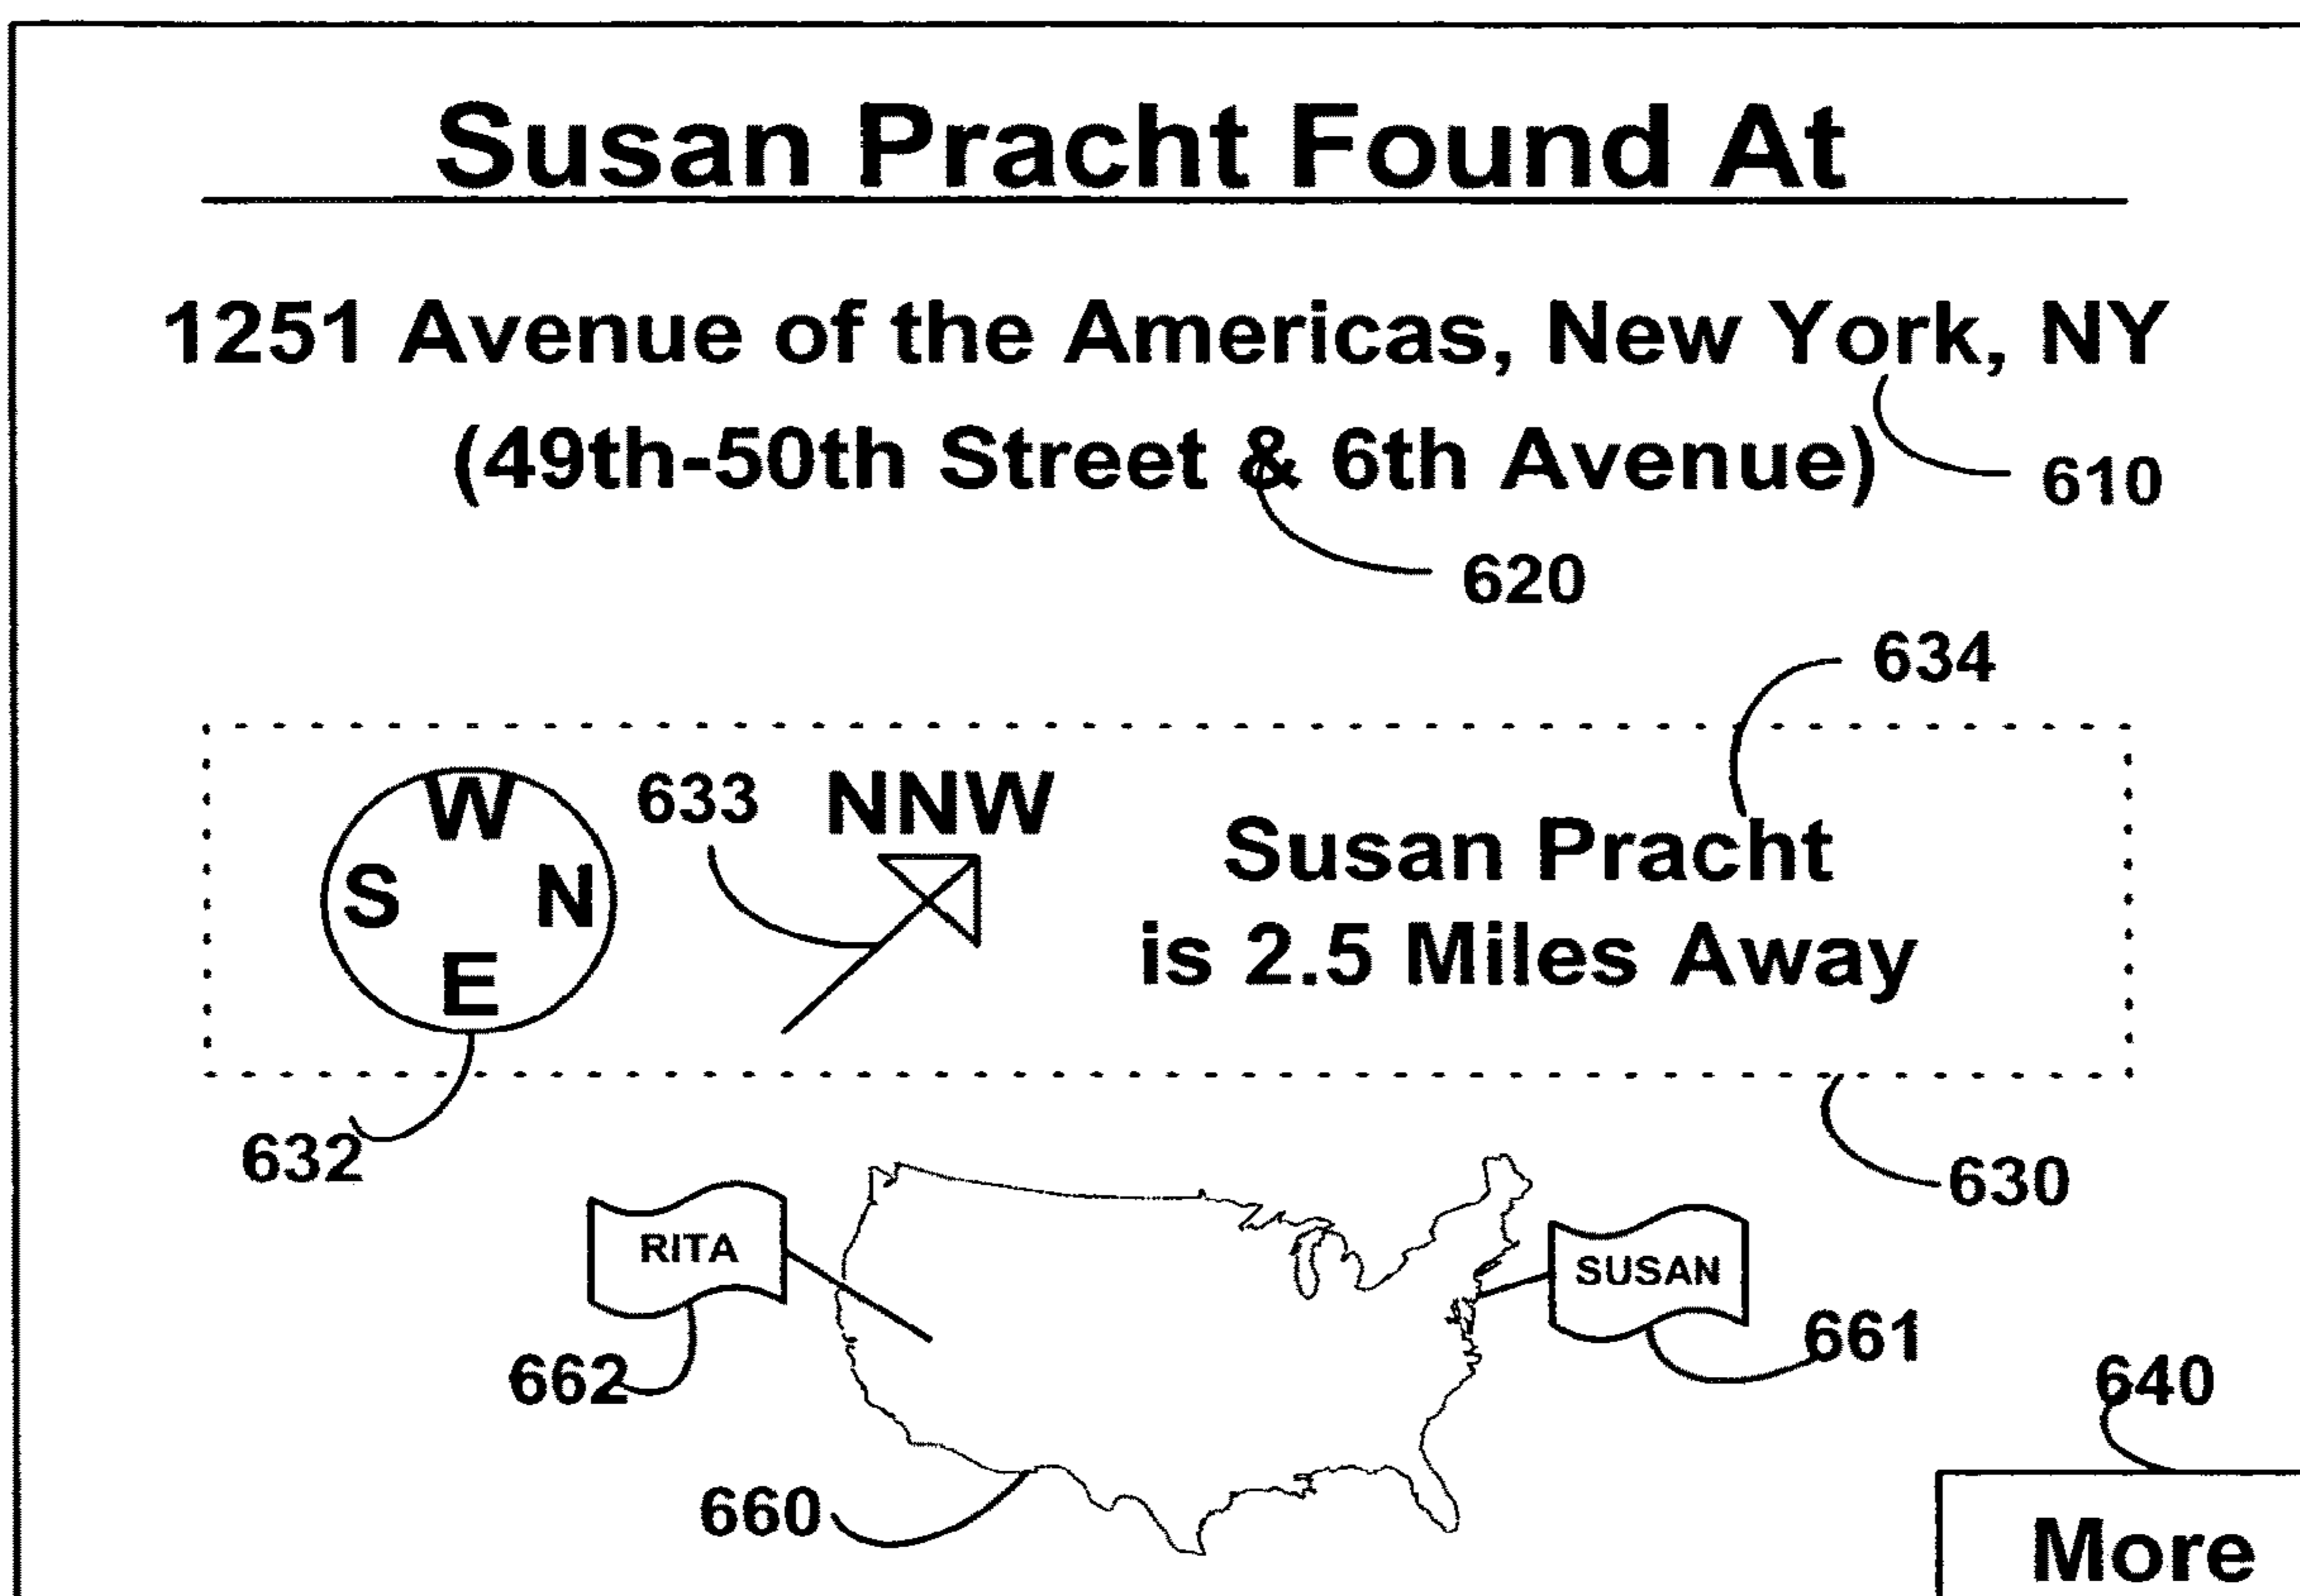 Susan Pracht Found At
1251 Avenue of the Americas, New York, NY
(49th-50th Street & 6th Avenue)
610
620
634
W
S N
E
633
NNW
Susan Pracht
is 2.5 Miles Away
632
630
RITA
SUSAN
662
661
640
660
More